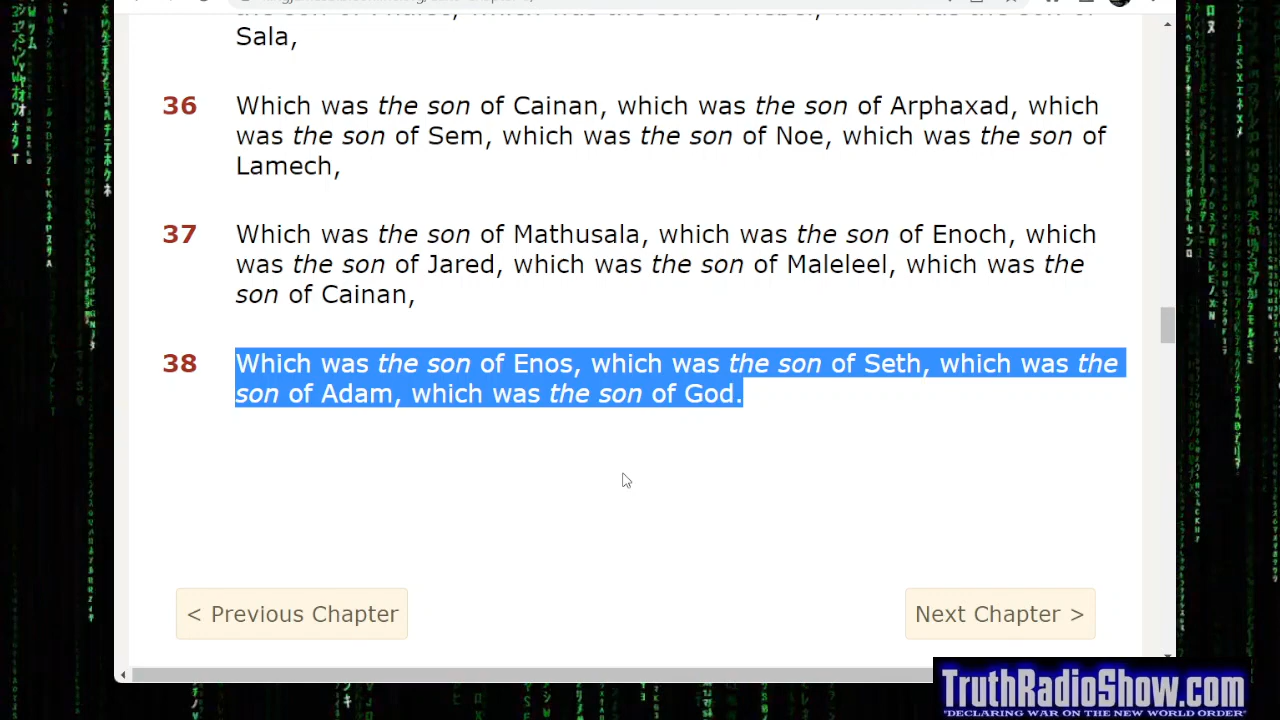 Sala,
36 Which was the son of Cainan, which was the son of Arphaxad, which
was the son of Sem, which was the son of Noe, which was the son of
Lamech,
37 Which was the son of Mathusala, which was the son of Enoch, which
was the son of Jared, which was the son of Maleleel, which was the
son of Cainan,
38 Which was the son of Enos, which was the son of Seth, which was the
son of Adam, which was the son of God.
< Previous Chapter
Next Chapter >
TruthRadioShow.com
"DECLARING WAR ON THE NEW WORLD ORDER"